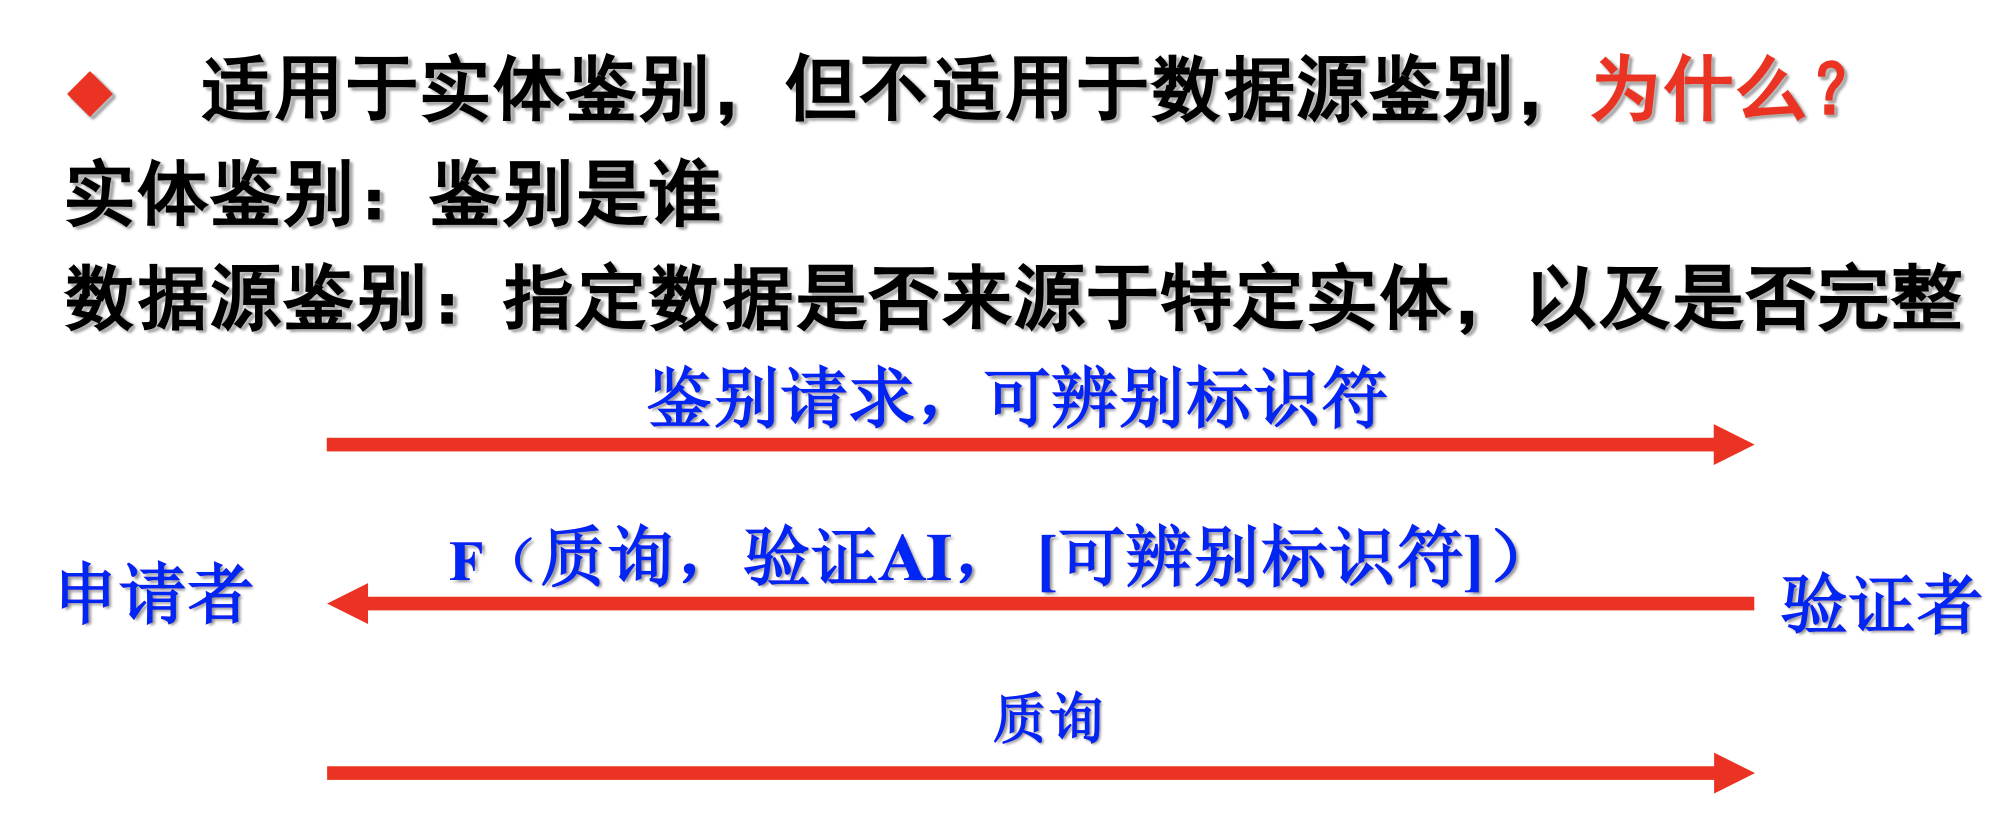 ◆ 适用于实体鉴别，但不适用于数据源鉴别，为什么？
实体鉴别：鉴别是谁
数据源鉴别：指定数据是否来源于特定实体，以及是否完整
鉴别请求，可辨别标识符
F（质询，验证AI， [可辨别标识符]）
申请者
验证者
质询